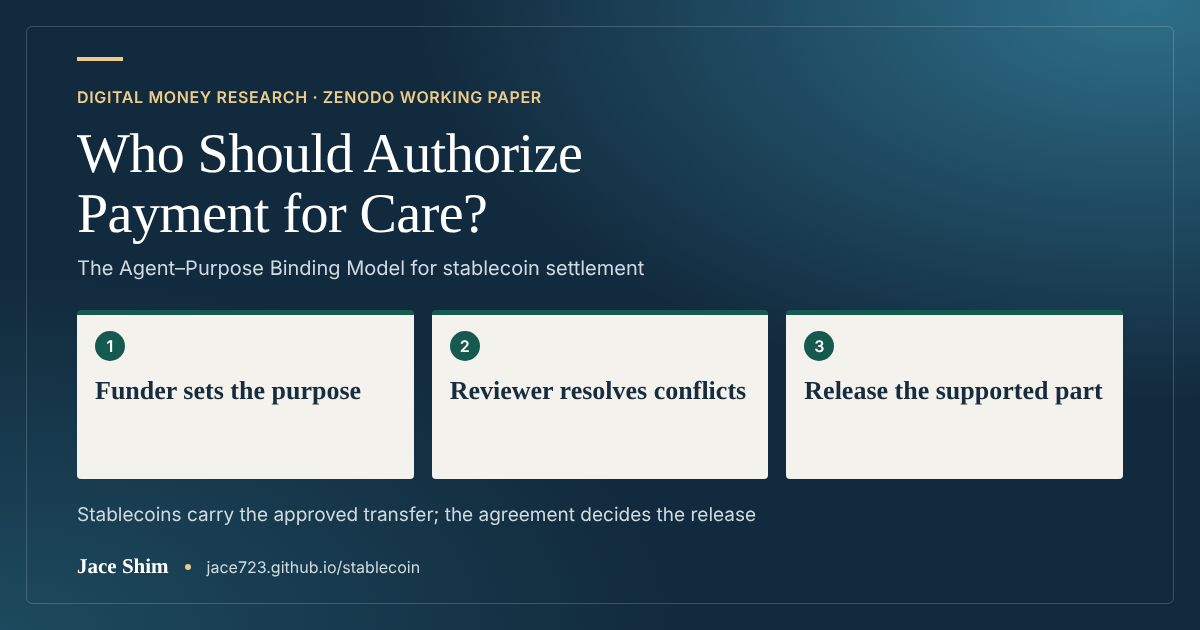 DIGITAL MONEY RESEARCH · ZENODO WORKING PAPER
Who Should Authorize
Payment for Care?
The Agent–Purpose Binding Model for stablecoin settlement
1
Funder sets the purpose
2
Reviewer resolves conflicts
3
Release the supported part
Stablecoins carry the approved transfer; the agreement decides the release
Jace Shim • jace723.github.io/stablecoin